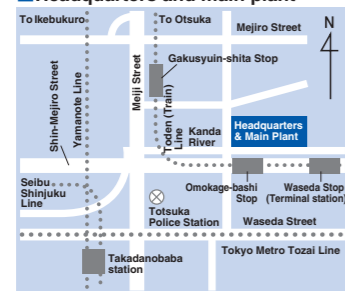 Headquarters and main plant
To Ikebukuro
To Otsuka
Mejiro Street
N
Gakusyuin-shita Stop
Shin-Mejiro Street
Yamanote Line
Meiji Street
Toden (Train)
Line
Kanda
River
Headquarters
& Main Plant
Seibu
Shinjuku
Line
Omokage-bashi
Stop
Waseda Stop
(Terminal station)
Totsuka
Police Station
Waseda Street
Tokyo Metro Tozai Line
Takadanobaba
station